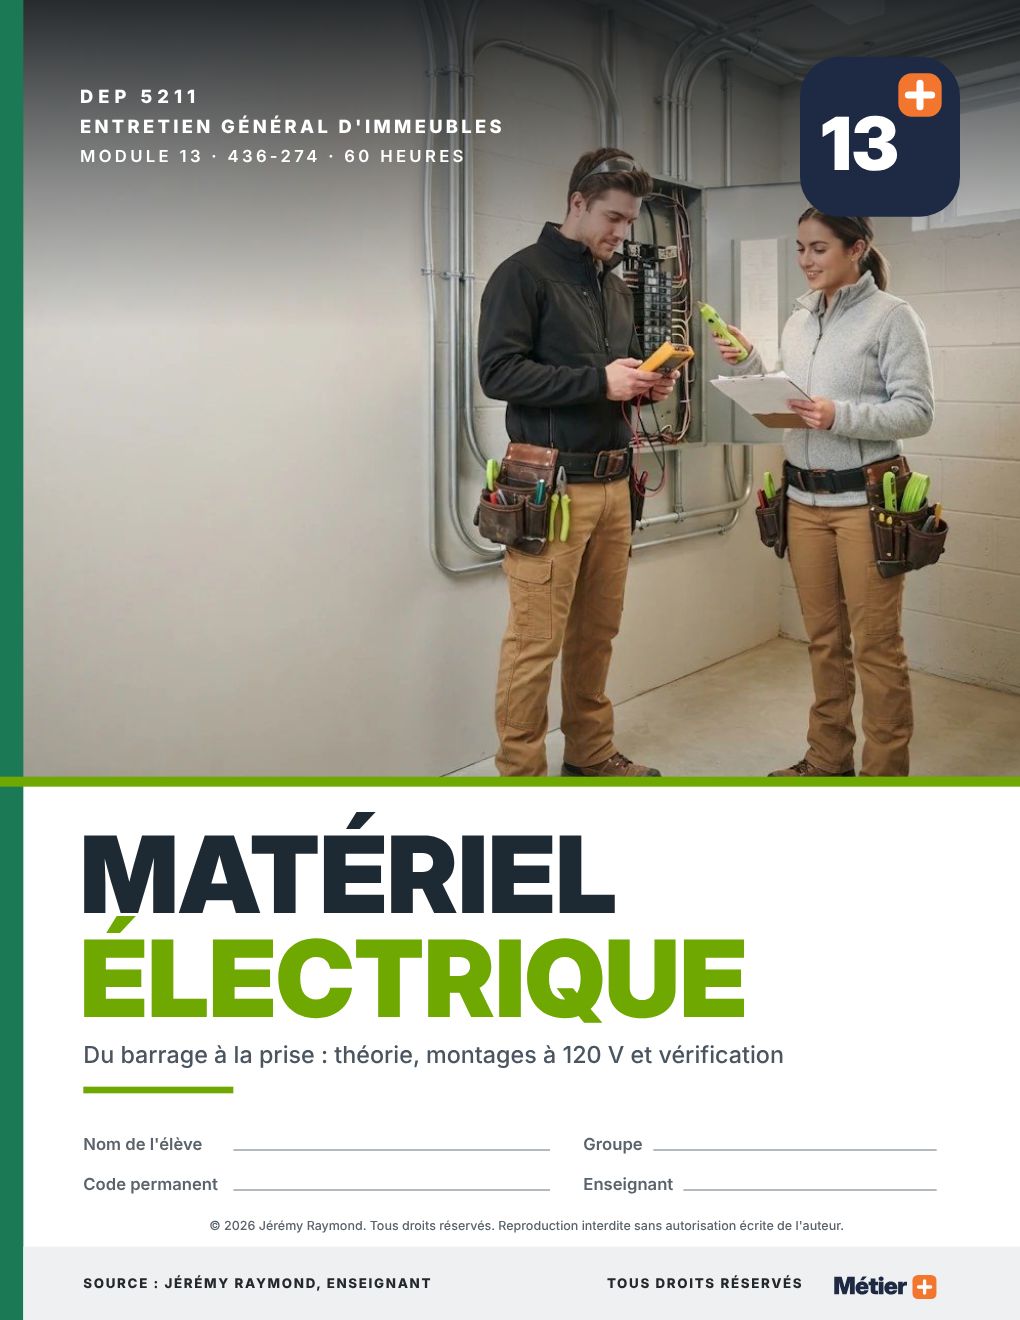 DEP 5211
ENTRETIEN GÉNÉRAL D'IMMEUBLES
MODULE 13 · 436-274 · 60 HEURES
13
MATÉRIEL
ÉLECTRIQUE
Du barrage à la prise : théorie, montages à 120 V et vérification
Nom de l'élève
Groupe
Code permanent
Enseignant
© 2026 Jérémy Raymond. Tous droits réservés. Reproduction interdite sans autorisation écrite de l'auteur.
SOURCE : JÉRÉMY RAYMOND, ENSEIGNANT
TOUS DROITS RÉSERVÉS
Métier